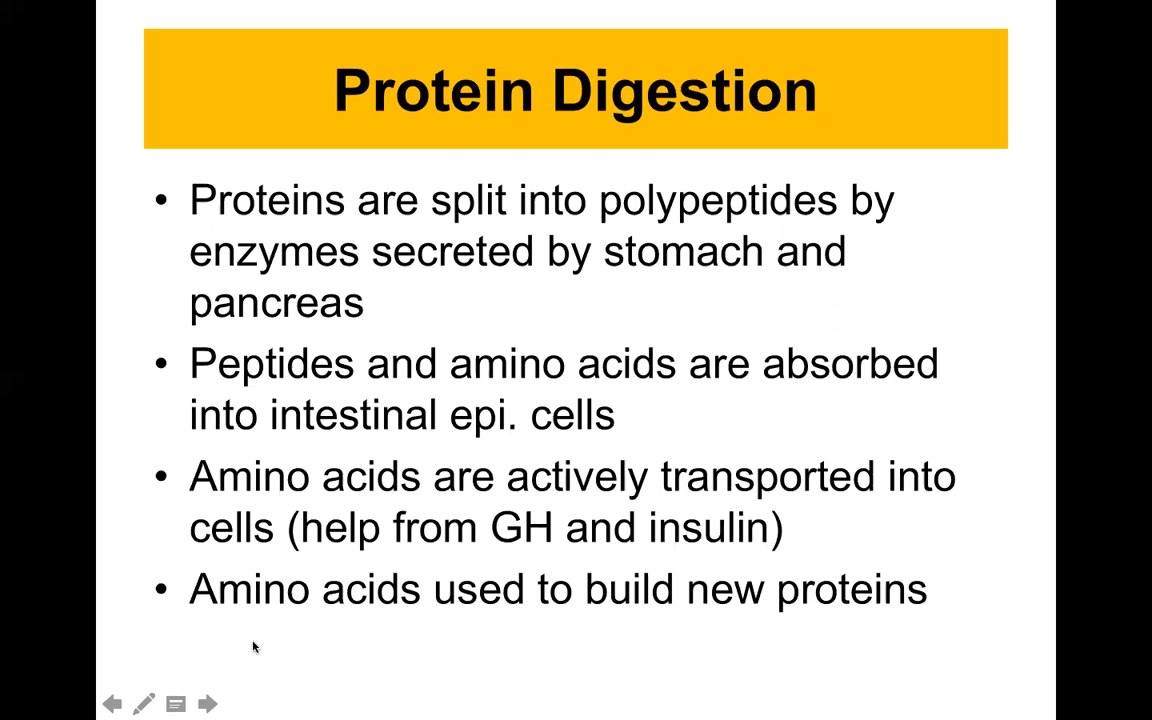 Protein Digestion
• Proteins are split into polypeptides by
enzymes secreted by stomach and
pancreas
• Peptides and amino acids are absorbed
into intestinal epi. cells
• Amino acids are actively transported into
cells (help from GH and insulin)
• Amino acids used to build new proteins